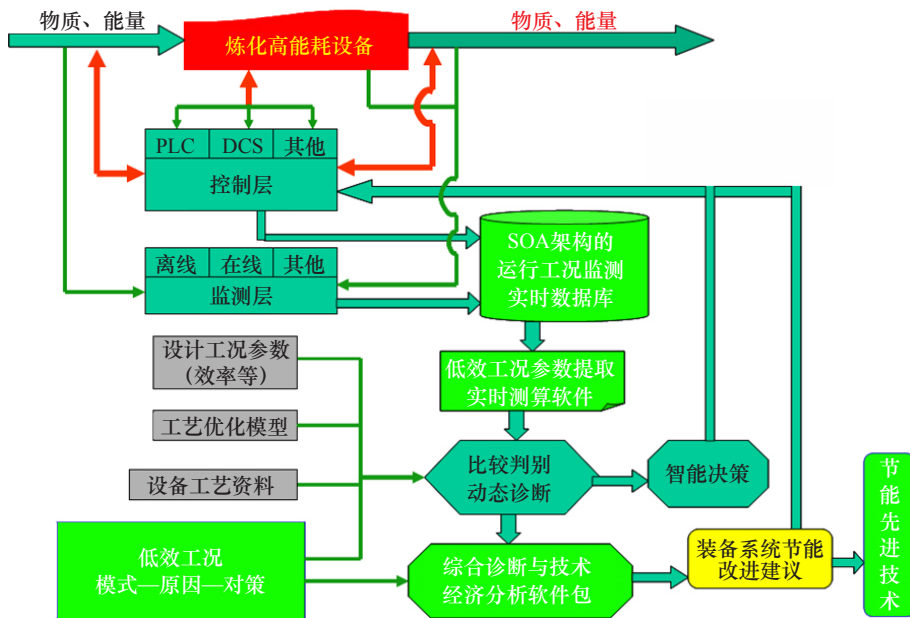 物质、能量
炼化高能耗设备
物质、能量
PLC
DCS
其他
控制层
离线
在线
其他
监测层
SOA架构的
运行工况监测
实时数据库
设计工况参数
（效率等）
低效工况参数提取
实时测算软件
工艺优化模型
设备工艺资料
比较判别
动态诊断
智能决策
低效工况
模式—原因—对策
综合诊断与技术
经济分析软件包
装备系统节能
改进建议
节能先进技术